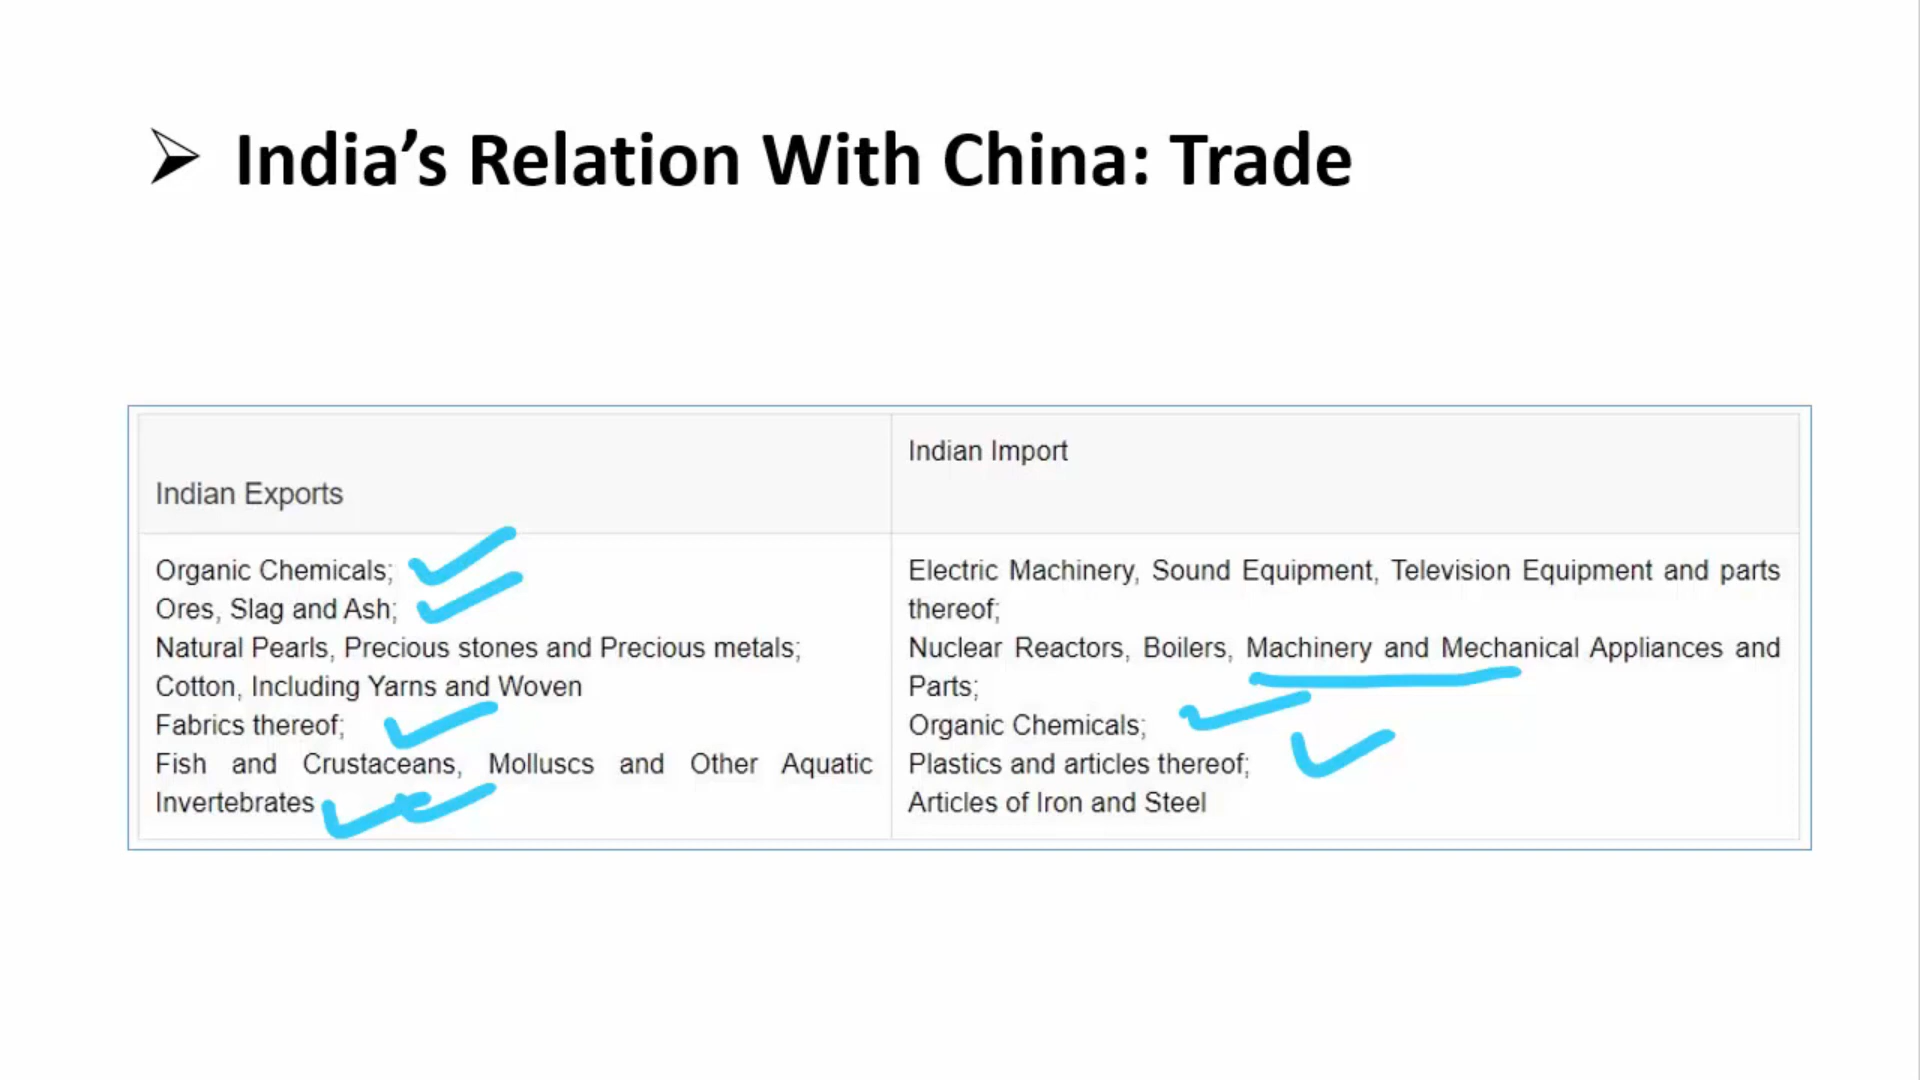 India’s Relation With China: Trade
Indian Exports
Indian Import
Organic Chemicals;
Ores, Slag and Ash;
Natural Pearls, Precious stones and Precious metals;
Cotton, Including Yarns and Woven
Fabrics thereof;
Fish and Crustaceans, Molluscs and Other Aquatic
Invertebrates
Electric Machinery, Sound Equipment, Television Equipment and parts
thereof;
Nuclear Reactors, Boilers, Machinery and Mechanical Appliances and
Parts;
Organic Chemicals;
Plastics and articles thereof;
Articles of Iron and Steel